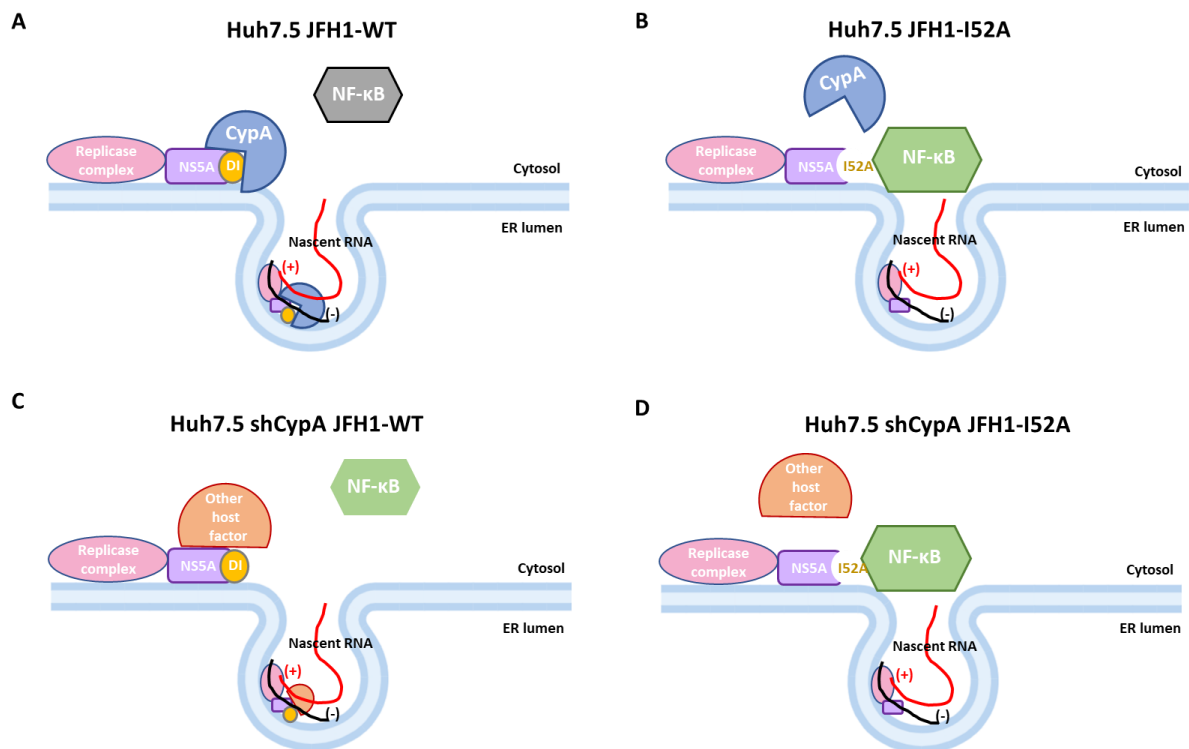 A
Huh7.5 JFH1-WT
NF-κB
CypA
Replicase
complex
NS5A
DI
Cytosol
ER lumen
Nascent RNA
(+)
(-)
B
Huh7.5 JFH1-I52A
CypA
Replicase
complex
NS5A
I52A
NF-κB
Cytosol
ER lumen
Nascent RNA
(+)
(-)
C
Huh7.5 shCypA JFH1-WT
NF-κB
Other
host
factor
Replicase
complex
NS5A
DI
Cytosol
ER lumen
Nascent RNA
(+)
(-)
D
Huh7.5 shCypA JFH1-I52A
Other
host
factor
Replicase
complex
NS5A
I52A
NF-κB
Cytosol
ER lumen
Nascent RNA
(+)
(-)